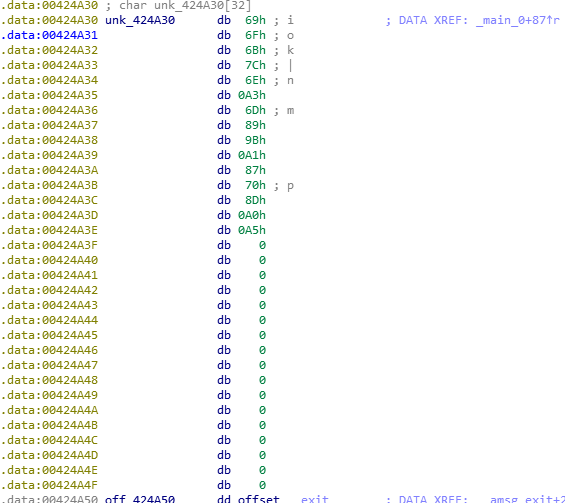 .data:00424A30 ; char unk_424A30[32]
.data:00424A30 unk_424A30 db 69h ; i ; DATA XREF: _main_0+87↑r
.data:00424A31 db 6Fh ; o
.data:00424A32 db 6Bh ; k
.data:00424A33 db 7Ch ; |
.data:00424A34 db 6Eh ; n
.data:00424A35 db 0A3h
.data:00424A36 db 6Dh ; m
.data:00424A37 db 89h
.data:00424A38 db 9Bh
.data:00424A39 db 0A1h
.data:00424A3A db 87h
.data:00424A3B db 70h ; p
.data:00424A3C db 8Dh
.data:00424A3D db 0A0h
.data:00424A3E db 0A5h
.data:00424A3F db 0
.data:00424A40 db 0
.data:00424A41 db 0
.data:00424A42 db 0
.data:00424A43 db 0
.data:00424A44 db 0
.data:00424A45 db 0
.data:00424A46 db 0
.data:00424A47 db 0
.data:00424A48 db 0
.data:00424A49 db 0
.data:00424A4A db 0
.data:00424A4B db 0
.data:00424A4C db 0
.data:00424A4D db 0
.data:00424A4E db 0
.data:00424A4F db 0
.data:00424A50 off_424A50 dd offset __exit ; DATA XREF: __amsg_exit+2